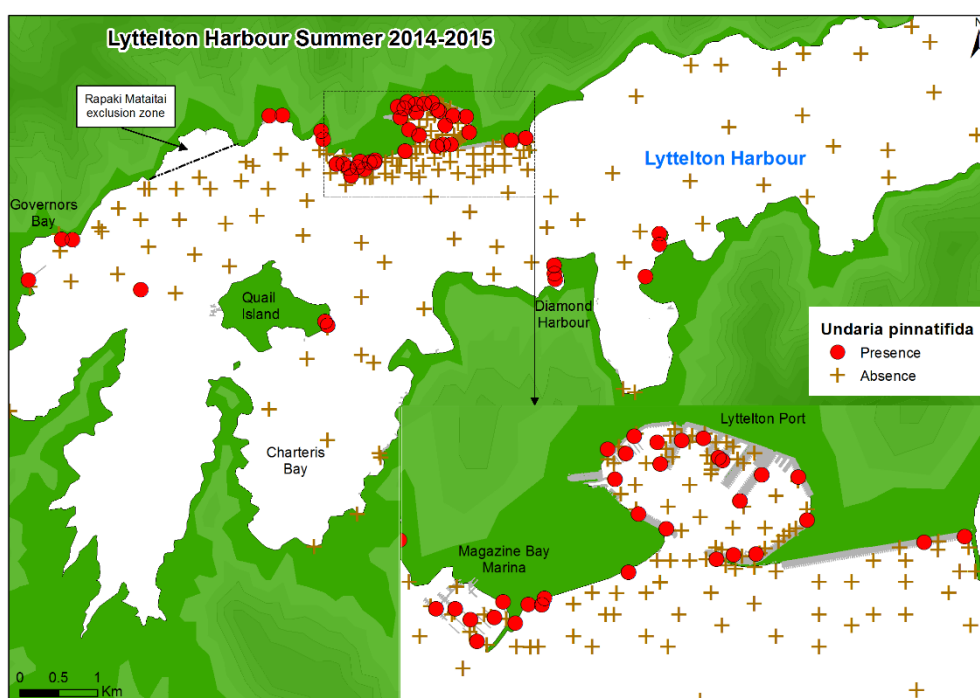 Lyttelton Harbour Summer 2014-2015
N
Rapaki Mataitai
exclusion zone
Lyttelton Harbour
Governors
Bay
Quail
Island
Diamond
Harbour
Undaria pinnatifida
Presence
Absence
Charteris
Bay
Lyttelton Port
Magazine Bay
Marina
0 0.5 1
Km